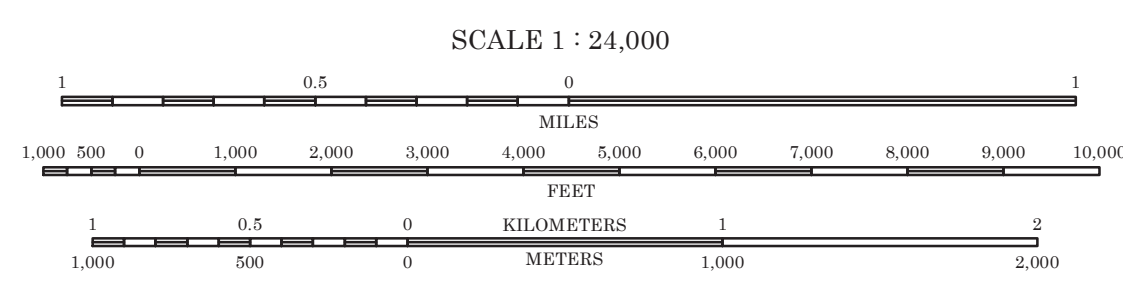 SCALE 1 : 24,000
1 0.5 0 1
MILES
1,000 500 0 1,000 2,000 3,000 4,000 5,000 6,000 7,000 8,000 9,000 10,000
FEET
1 0.5 0 KILOMETERS 1 2
1,000 500 0 METERS 1,000 2,000